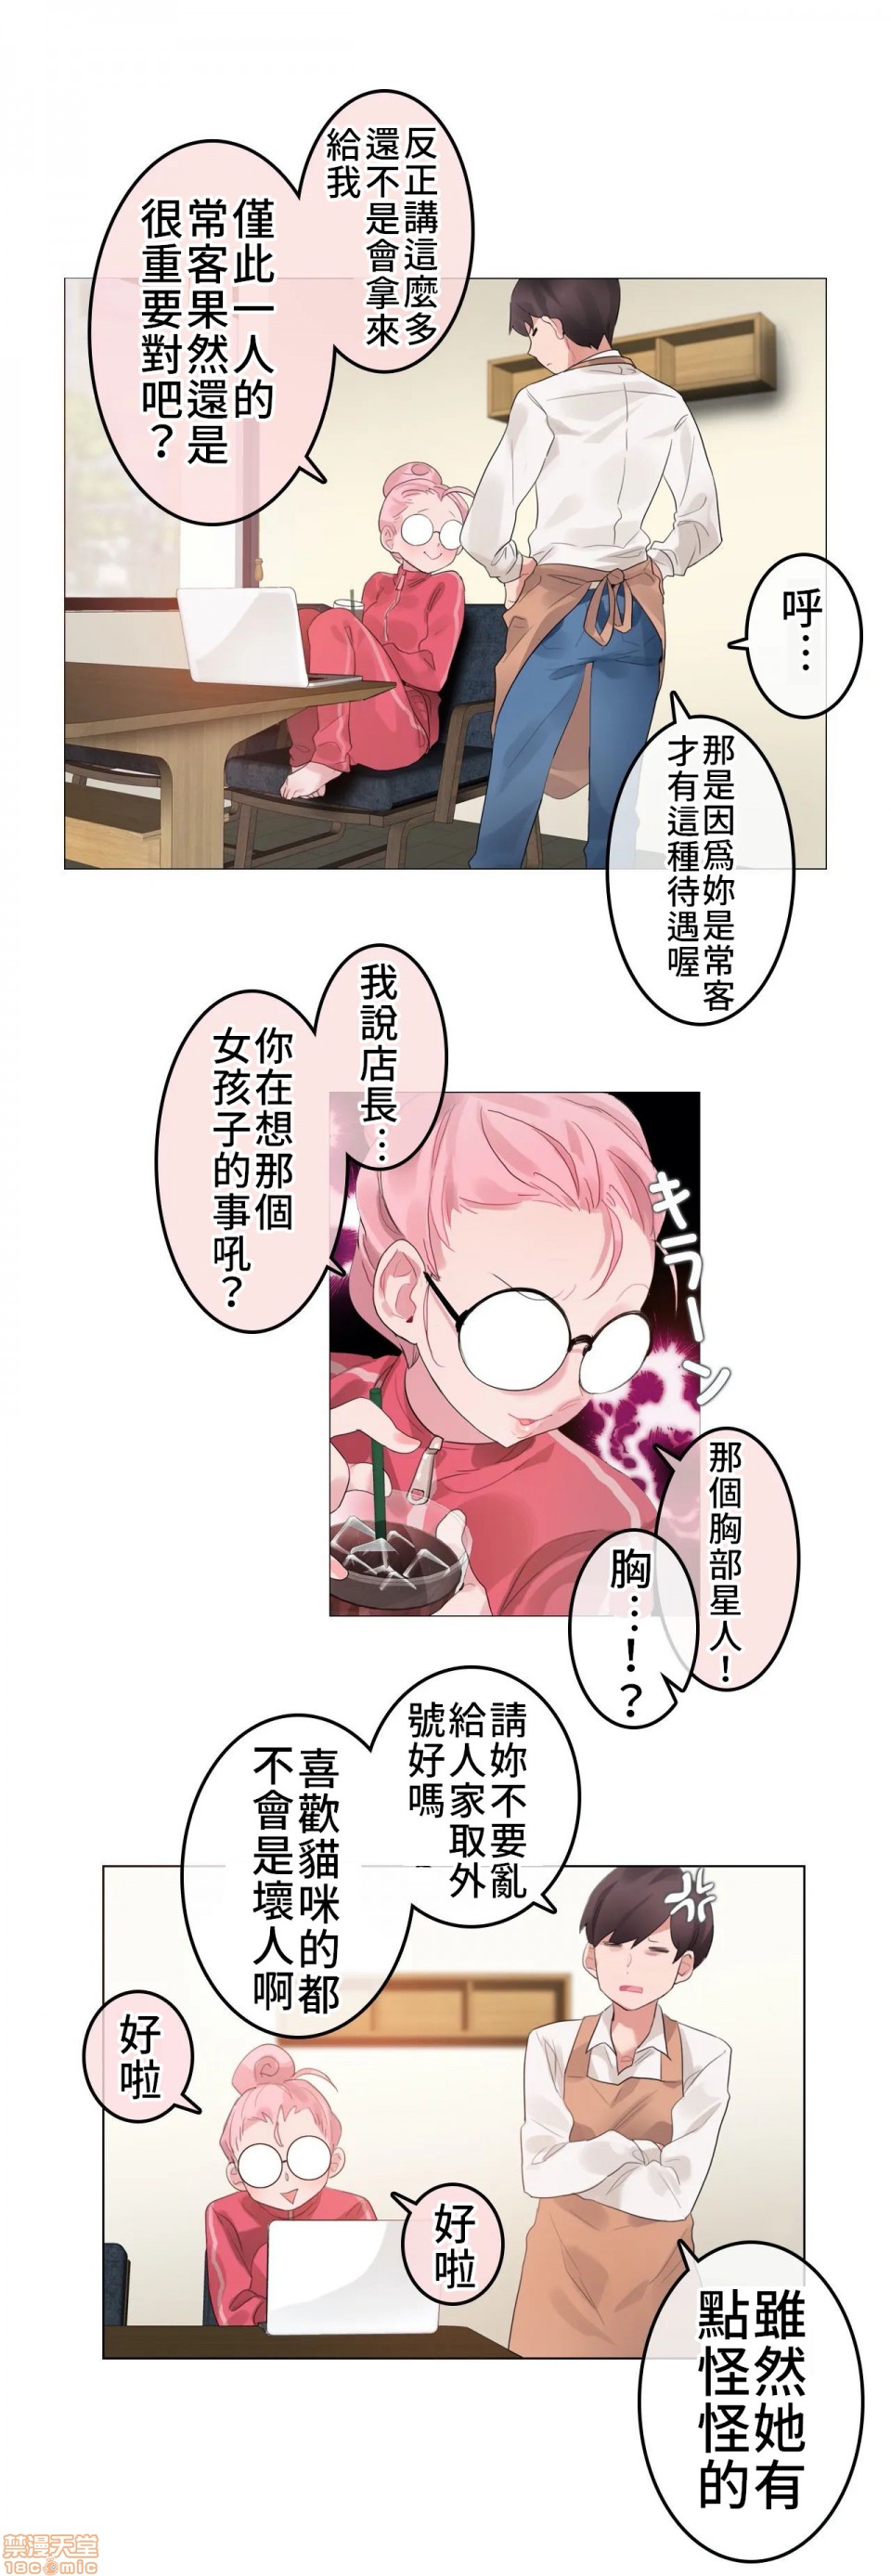 反正講這麼多
還不是會拿來
給我
僅此一人的
常客果然還是
很重要對吧？
呼…
那是因為妳是常客
才有這種待遇喔
我說店長…
你在想那個
女孩子的事吼？
キラーン
那個胸部星人！
胸…！？
請妳不要亂
給人家取外
號好嗎
喜歡貓咪的都
不會是壞人啊
好啦
好啦
雖然她有
點怪怪的
禁漫天堂
18comic